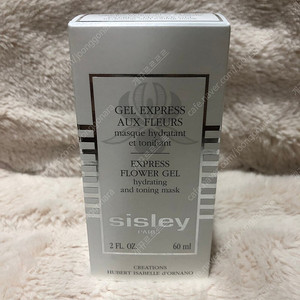 GEL EXPRESS
AUX FLEURS
masque hydratant
et tonifiant
EXPRESS
FLOWER GEL
hydrating
and toning mask
sisley
PARIS
2 FL. OZ. 60 ml
CREATIONS
HUBERT ISABELLE d'ORNANO